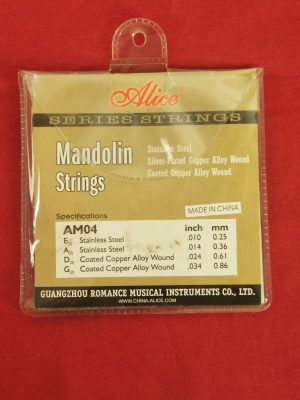 Alice
SERIES STRINGS
Mandolin
Strings
Stainless Steel
Silver-Plated Copper Alloy Wound
Coated Copper Alloy Wound
MADE IN CHINA
Specifications
AM04 inch mm
E Stainless Steel .010 0.25
A Stainless Steel .014 0.36
D Coated Copper Alloy Wound .024 0.61
G Coated Copper Alloy Wound .034 0.86
GUANGZHOU ROMANCE MUSICAL INSTRUMENTS CO., LTD.
WWW.CHINA-ALICE.COM